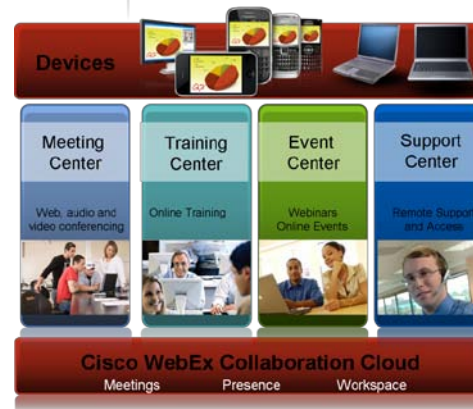 Devices
Meeting
Center
Web, audio and
video conferencing
Training
Center
Online Training
Event
Center
Webinars
Online Events
Support
Center
Remote Support
and Access
Cisco WebEx Collaboration Cloud
Meetings Presence Workspace